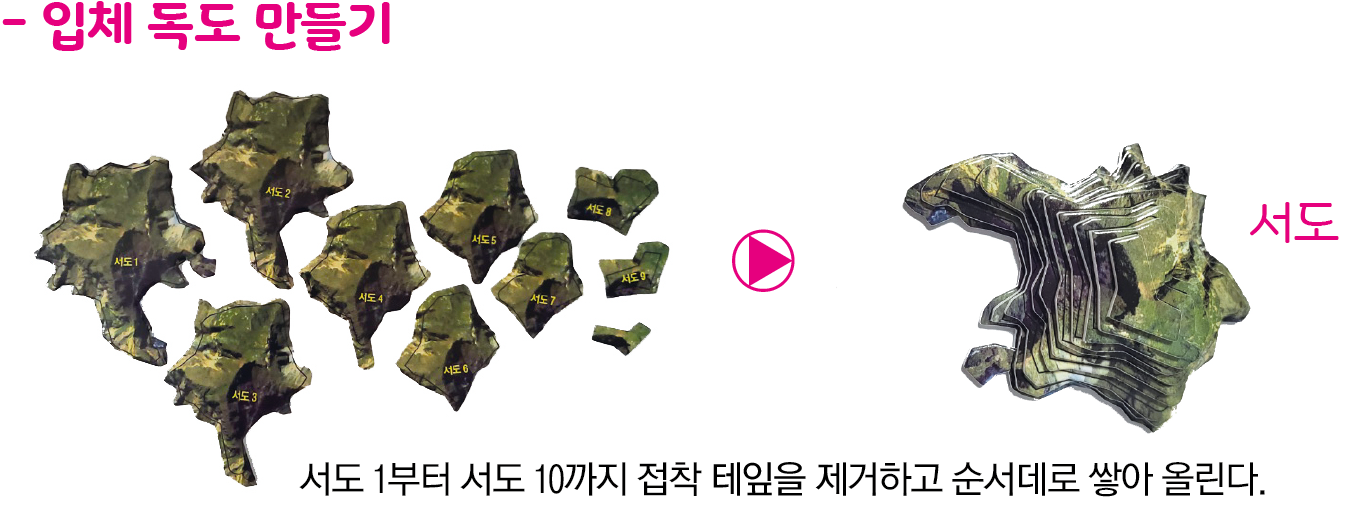 - 입체 독도 만들기
서도 2
서도 1
서도 5
서도 8
서도 4
서도 7
서도 9
서도 3
서도 6
서도
서도 1부터 서도 10까지 접착 테잎을 제거하고 순서데로 쌓아 올린다.